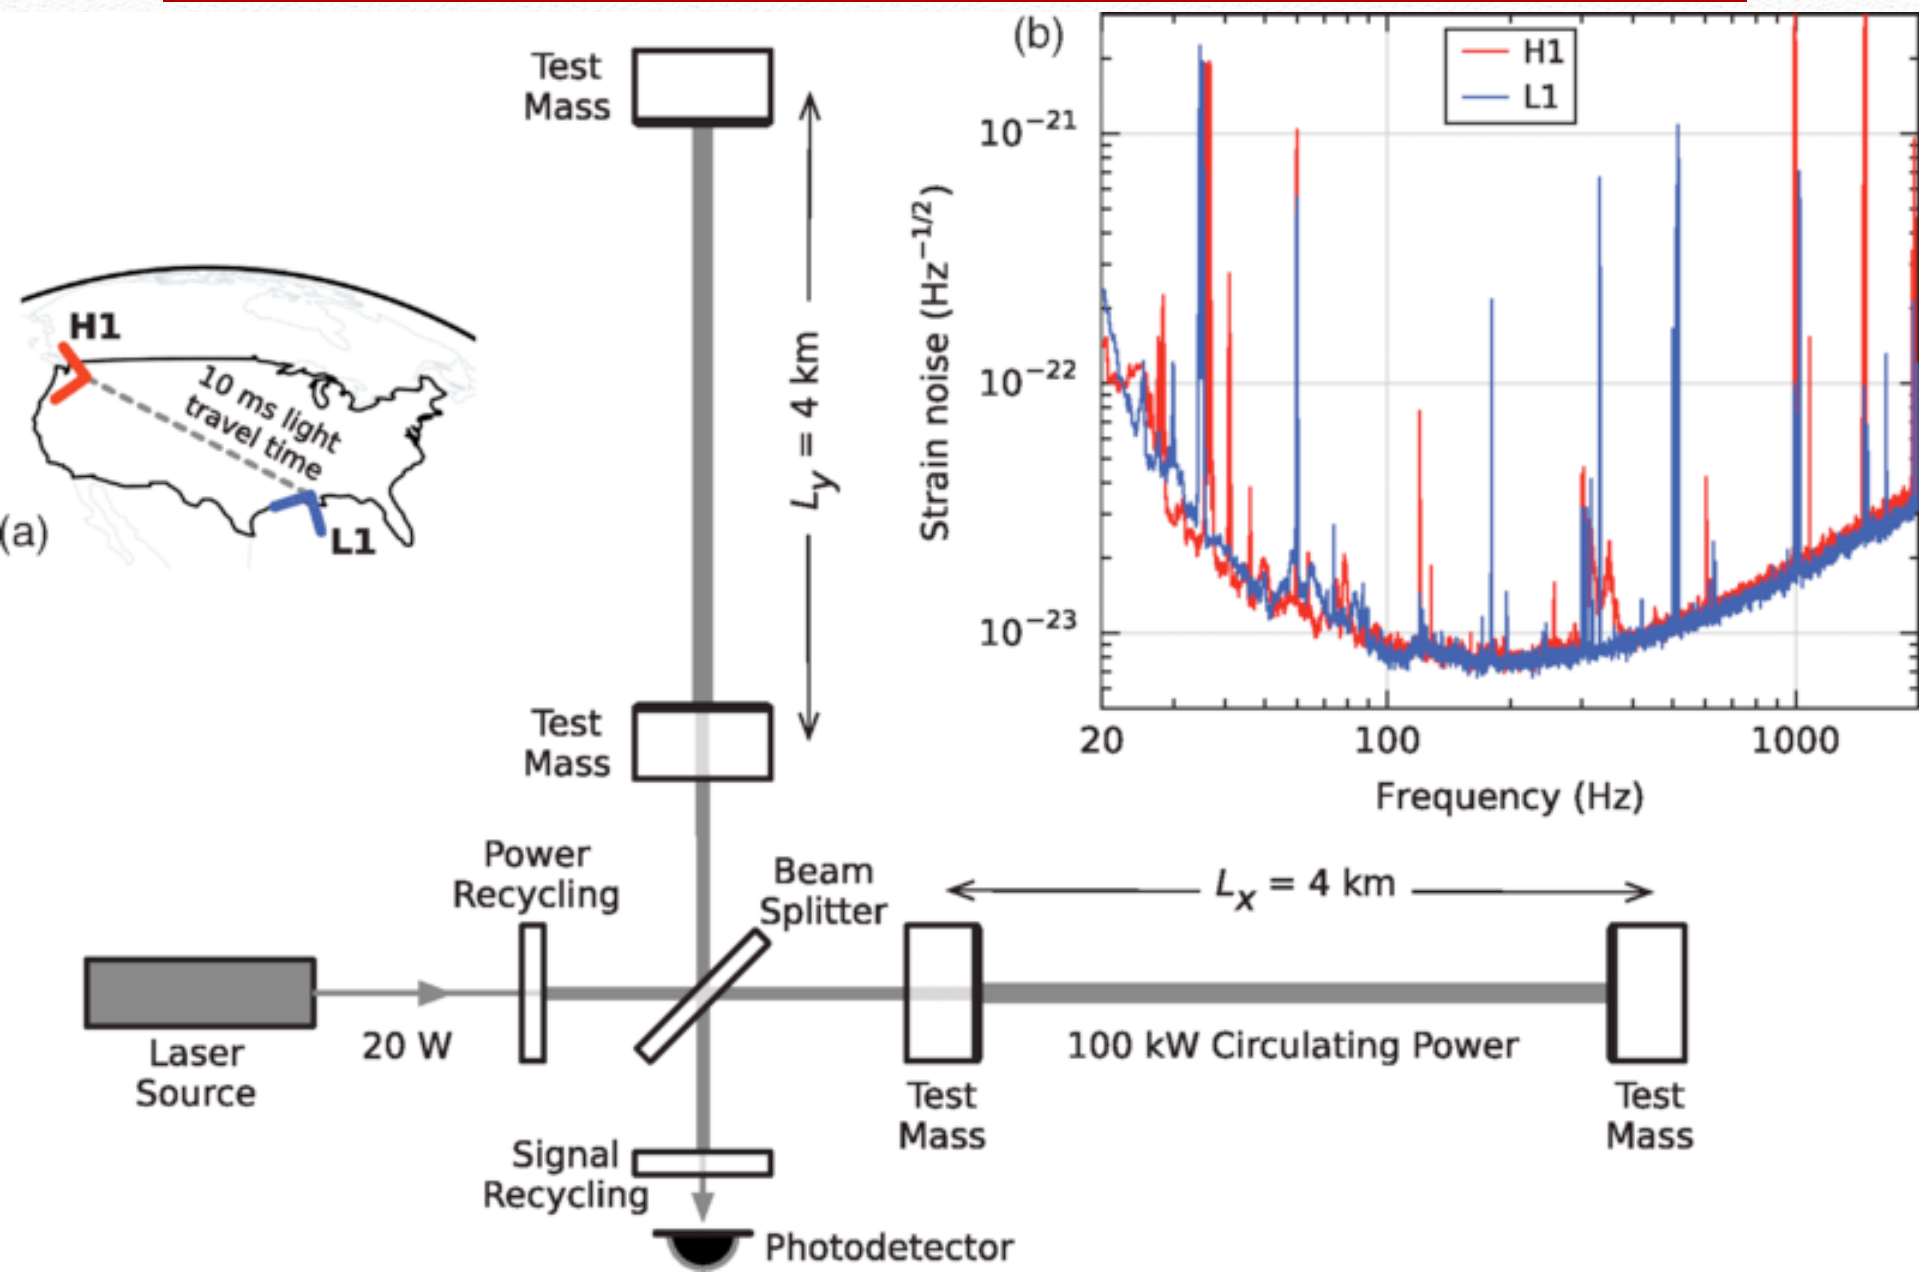 (a)
H1
10 ms light
travel time
L1
Test
Mass
L_y = 4 km
Test
Mass
Power
Recycling
Beam
Splitter
Laser
Source
20 W
L_x = 4 km
100 kW Circulating Power
Test
Mass
Test
Mass
Signal
Recycling
Photodetector
(b)
H1
L1
Strain noise (Hz^−1/2)
10^−21
10^−22
10^−23
20
100
1000
Frequency (Hz)